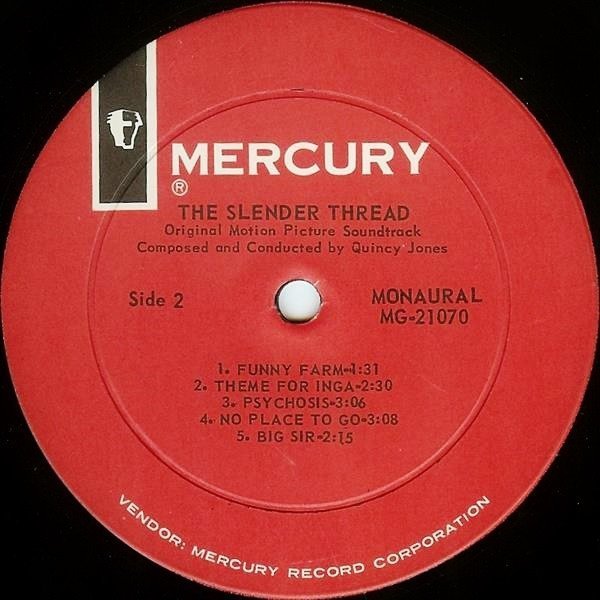 MERCURY
®
THE SLENDER THREAD
Original Motion Picture Soundtrack
Composed and Conducted by Quincy Jones
Side 2
MONAURAL
MG-21070
1. FUNNY FARM-1:31
2. THEME FOR INGA-2:30
3. PSYCHOSIS-3:06
4. NO PLACE TO GO-3:08
5. BIG SIR-2:15
VENDOR: MERCURY RECORD CORPORATION